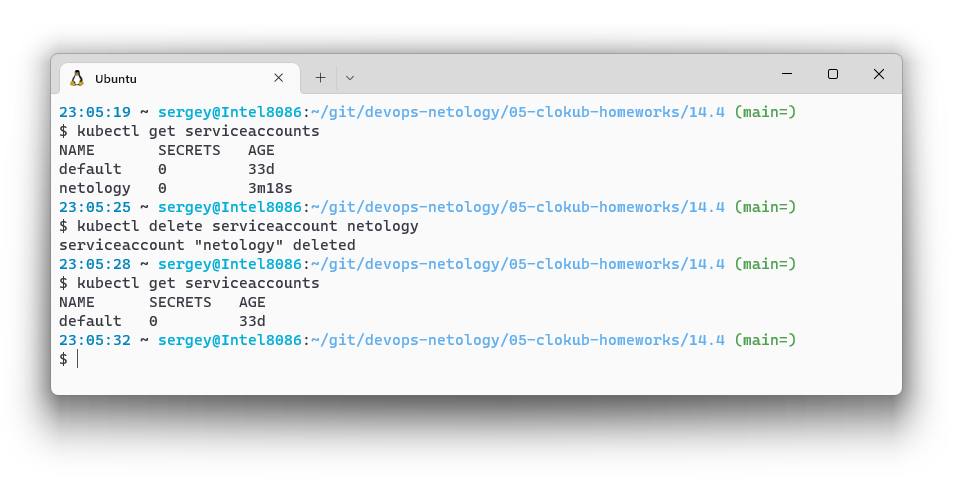 Ubuntu
23:05:19 ~ sergey@Intel8086:~/git/devops-netology/05-clokub-homeworks/14.4 (main=)
$ kubectl get serviceaccounts
NAME       SECRETS   AGE
default    0         33d
netology   0         3m18s
23:05:25 ~ sergey@Intel8086:~/git/devops-netology/05-clokub-homeworks/14.4 (main=)
$ kubectl delete serviceaccount netology
serviceaccount "netology" deleted
23:05:28 ~ sergey@Intel8086:~/git/devops-netology/05-clokub-homeworks/14.4 (main=)
$ kubectl get serviceaccounts
NAME      SECRETS   AGE
default   0         33d
23:05:32 ~ sergey@Intel8086:~/git/devops-netology/05-clokub-homeworks/14.4 (main=)
$